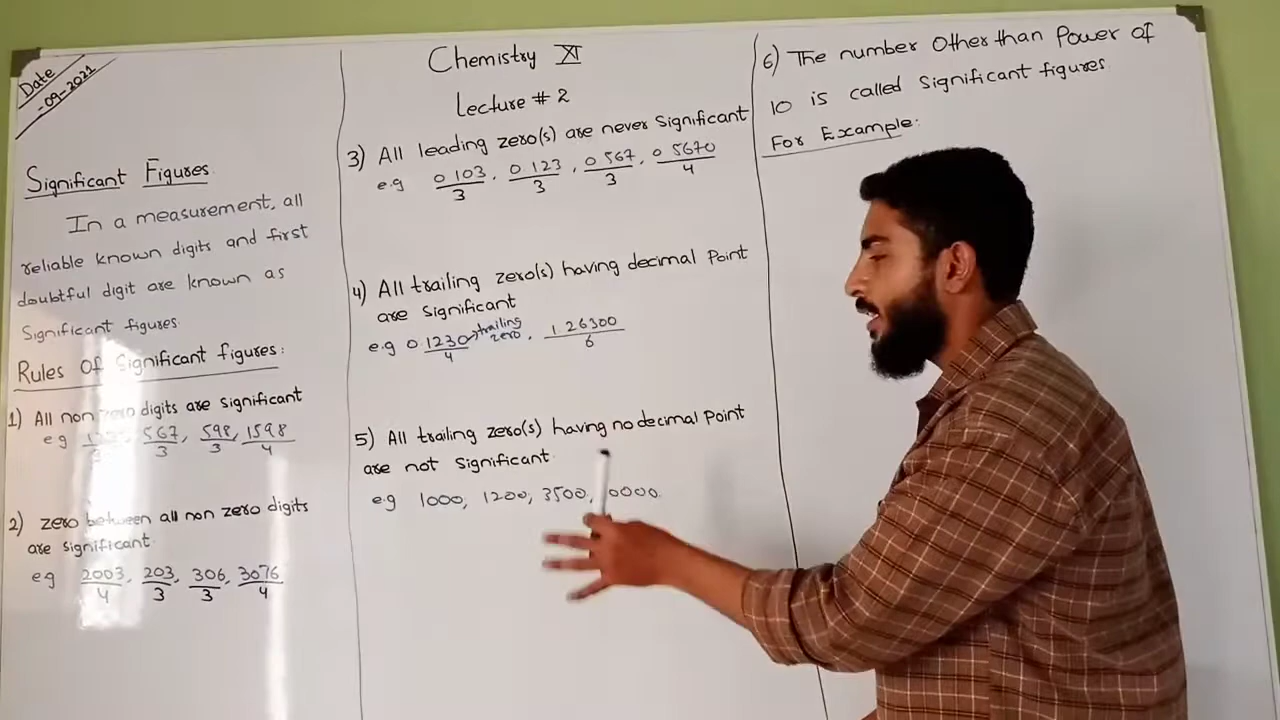 Date
-09-2021
Significant Figures
In a measurement, all
reliable known digits and first
doubtful digit are known as
Significant figures.
Rules Of Significant figures:
1) All non zero digits are significant
e.g 567, 598, 1598
3 3 4
2) zero between all non zero digits
are significant.
e.g 2003, 203, 306, 3076
4 3 3 4
Chemistry XI
Lecture # 2
3) All leading zero(s) are never significant
e.g 0.103, 0.123, 0.567, 0.5670
3 3 3 4
4) All trailing zero(s) having decimal Point
are significant
e.g 0.1230 trailing zero, 1.26300
4 6
5) All trailing zero(s) having no decimal Point
are not significant.
e.g 1000, 1200, 3500, 0000.
6) The number Other than Power of
10 is called Significant figures.
For Example: